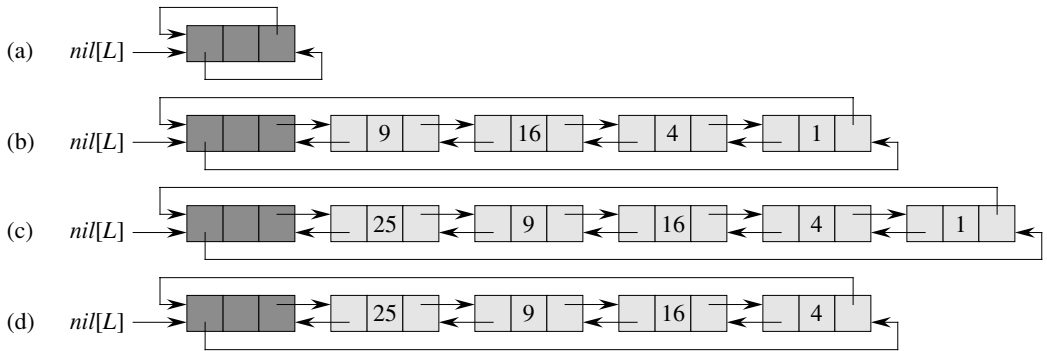 (a) nil[L]
(b) nil[L] 9 16 4 1
(c) nil[L] 25 9 16 4 1
(d) nil[L] 25 9 16 4